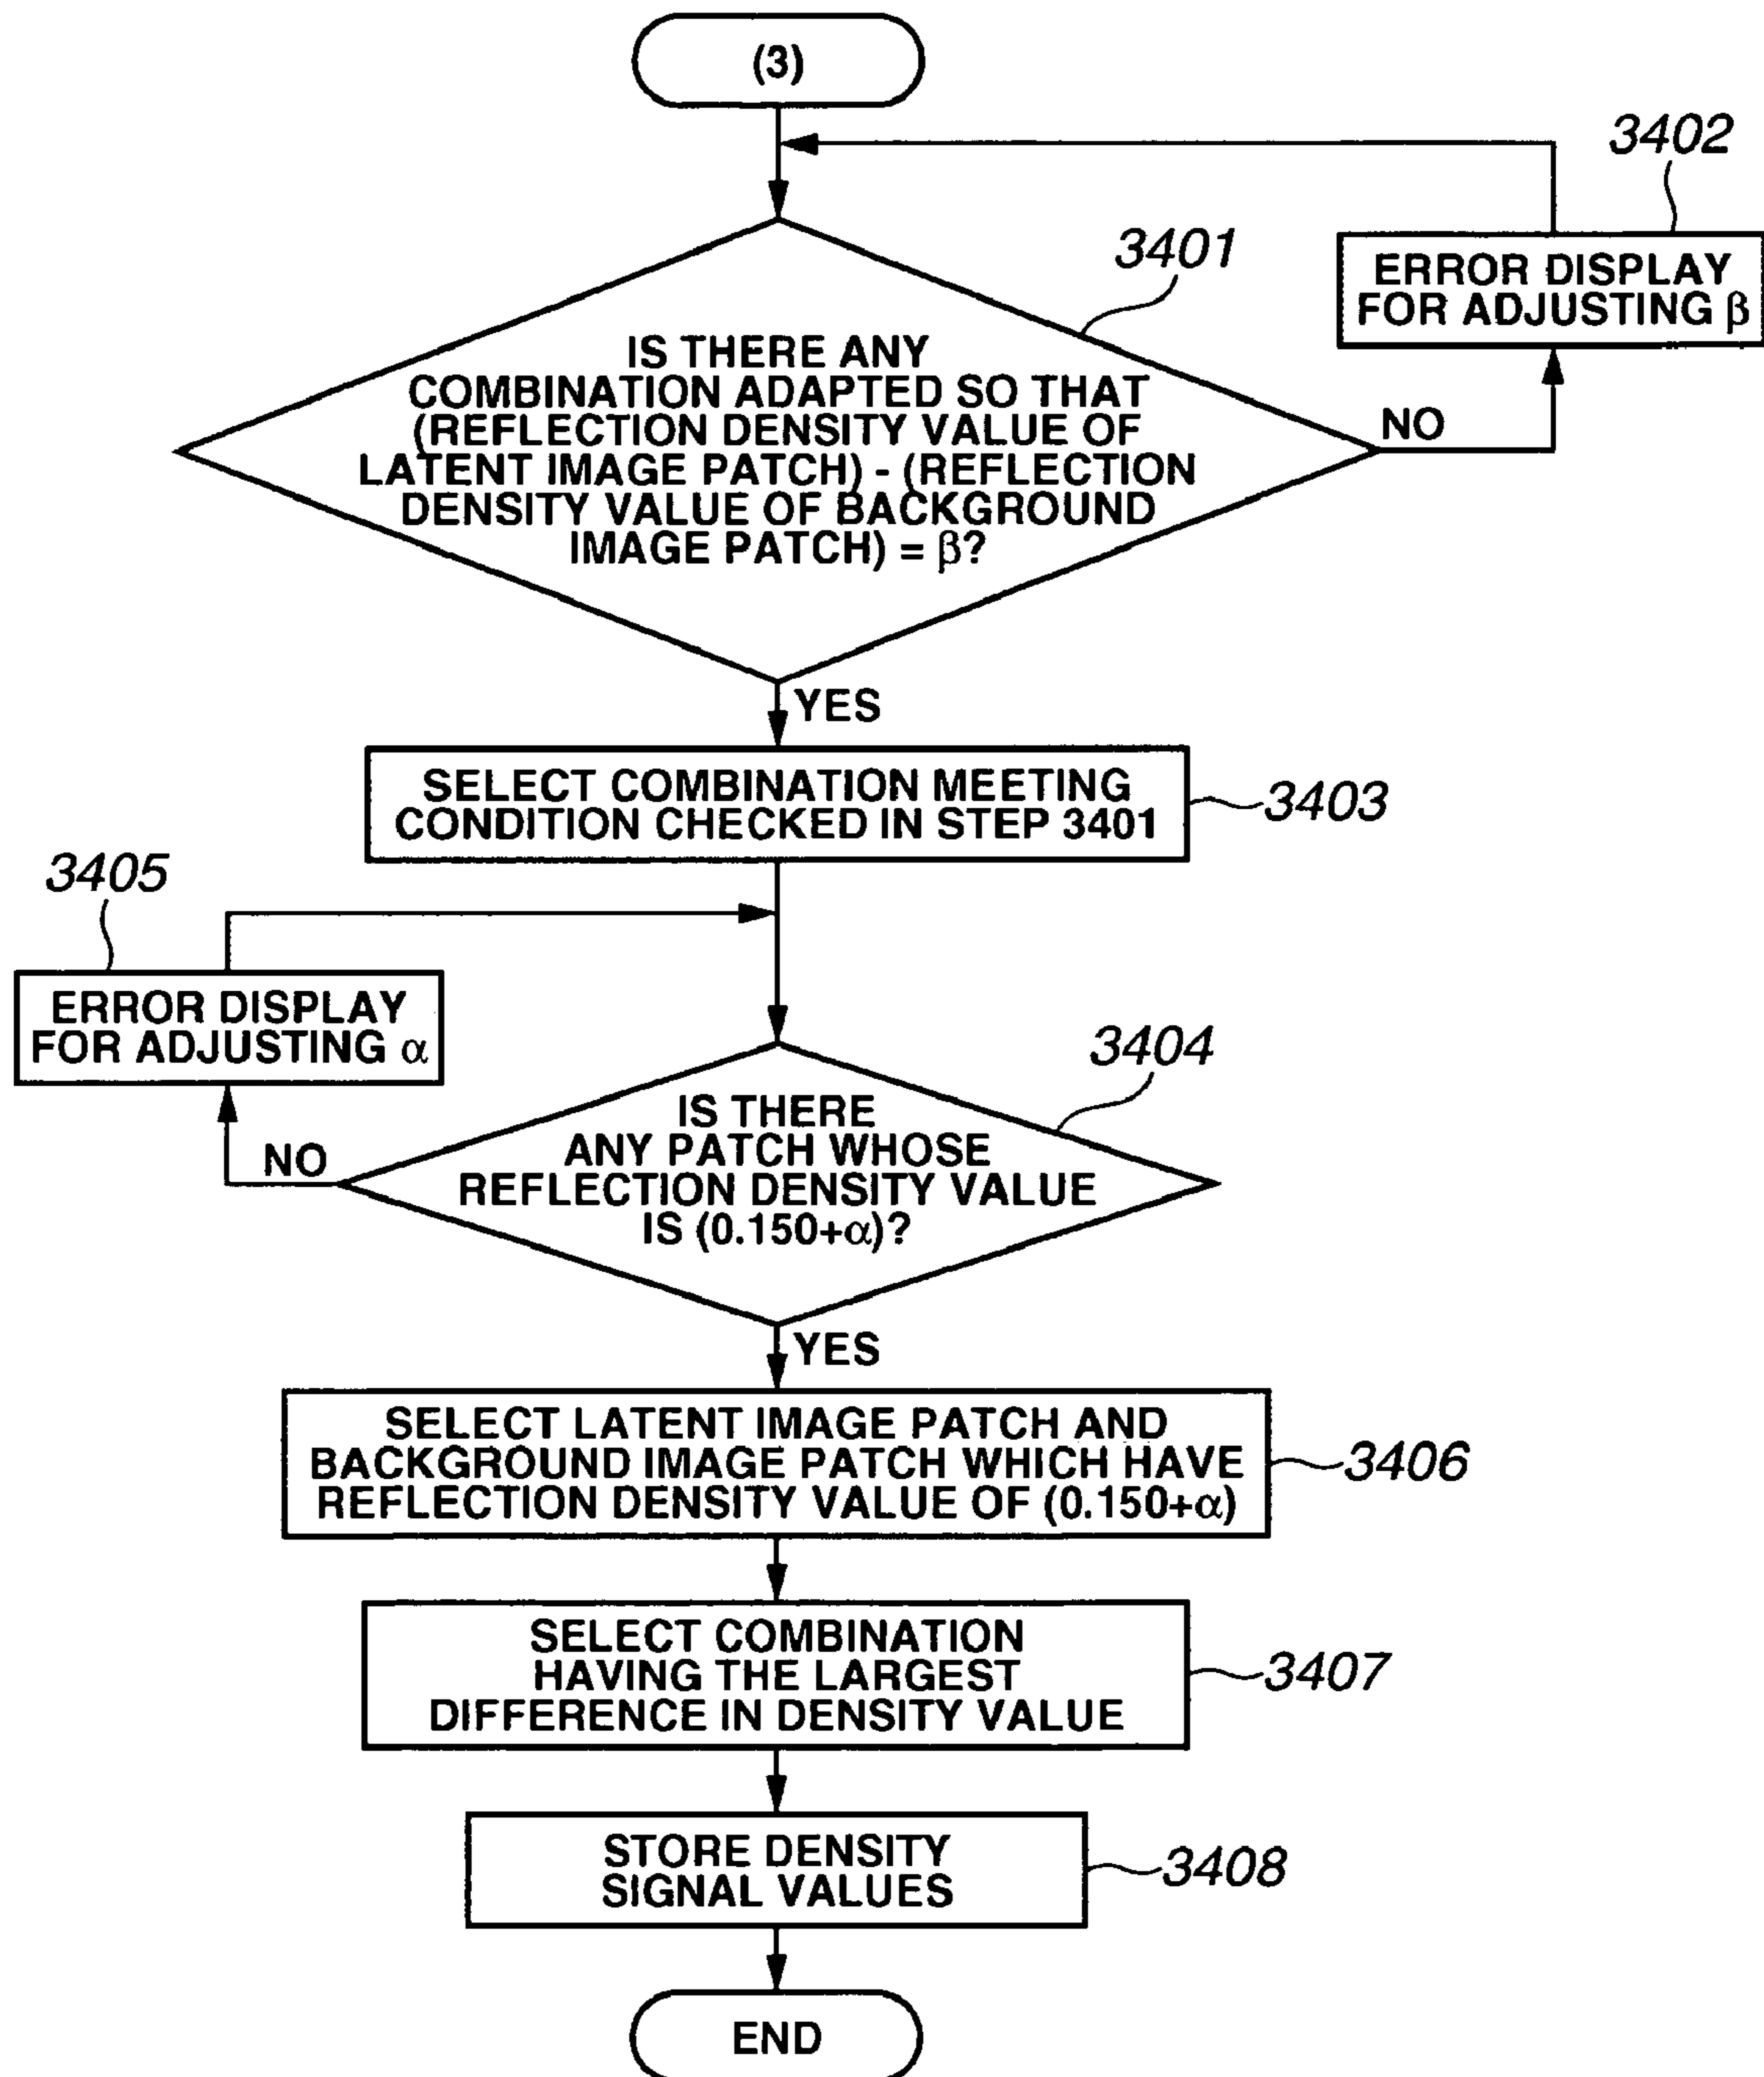 (3)
3402
3401
ERROR DISPLAY
FOR ADJUSTING β
IS THERE ANY
COMBINATION ADAPTED SO THAT
(REFLECTION DENSITY VALUE OF
LATENT IMAGE PATCH) - (REFLECTION
DENSITY VALUE OF BACKGROUND
IMAGE PATCH) = β?
NO
YES
SELECT COMBINATION MEETING
CONDITION CHECKED IN STEP 3401
3403
3405
ERROR DISPLAY
FOR ADJUSTING α
3404
IS THERE
ANY PATCH WHOSE
REFLECTION DENSITY VALUE
IS (0.150+α)?
NO
YES
SELECT LATENT IMAGE PATCH AND
BACKGROUND IMAGE PATCH WHICH HAVE
REFLECTION DENSITY VALUE OF (0.150+α)
3406
SELECT COMBINATION
HAVING THE LARGEST
DIFFERENCE IN DENSITY VALUE
3407
STORE DENSITY
SIGNAL VALUES
3408
END